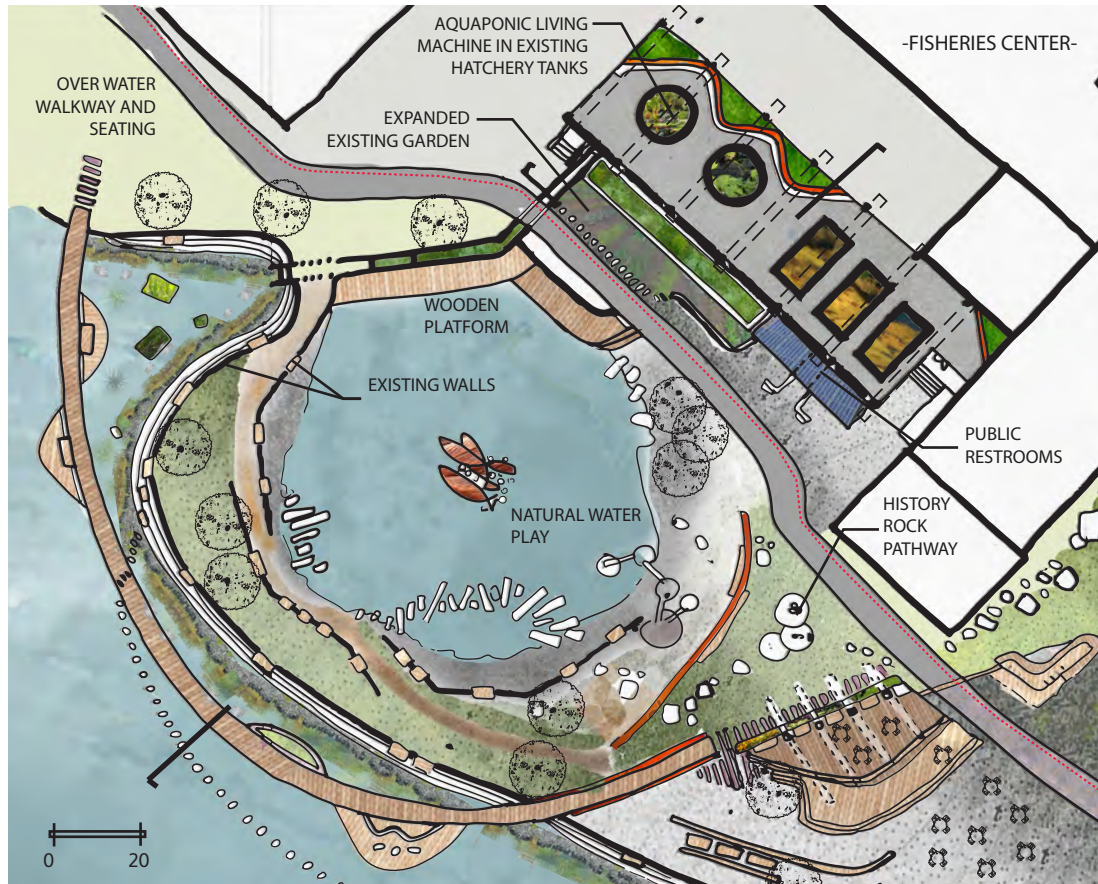 AQUAPONIC LIVING
MACHINE IN EXISTING
HATCHERY TANKS
-FISHERIES CENTER-
OVER WATER
WALKWAY AND
SEATING
EXPANDED
EXISTING GARDEN
WOODEN
PLATFORM
EXISTING WALLS
PUBLIC
RESTROOMS
NATURAL WATER
PLAY
HISTORY
ROCK
PATHWAY
0 20